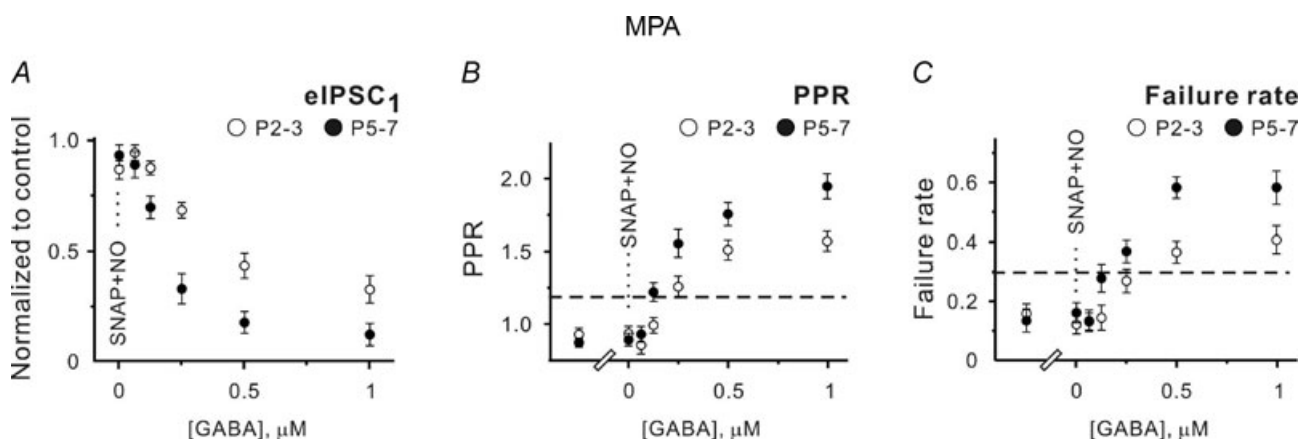 MPA
A
eIPSC1
○ P2-3 ● P5-7
Normalized to control
1.0
0.5
0
SNAP+NO
0 0.5 1
[GABA], μM
B
PPR
○ P2-3 ● P5-7
PPR
2.0
1.5
1.0
SNAP+NO
0 0.5 1
[GABA], μM
C
Failure rate
○ P2-3 ● P5-7
Failure rate
0.6
0.4
0.2
0
SNAP+NO
0 0.5 1
[GABA], μM